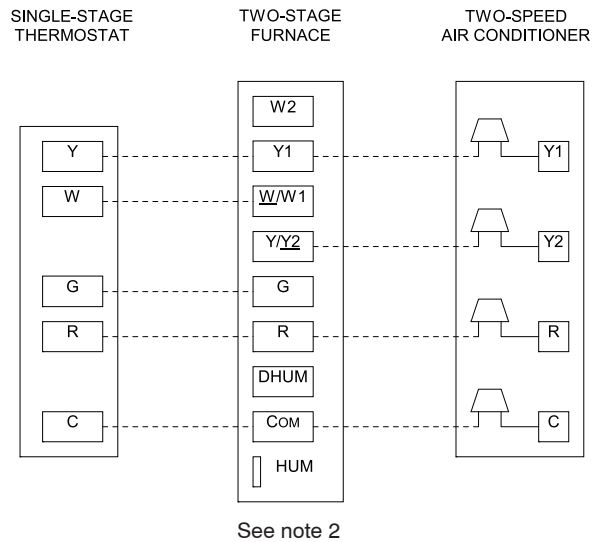 SINGLE-STAGE
THERMOSTAT
TWO-STAGE
FURNACE
TWO-SPEED
AIR CONDITIONER
W2
Y Y1 Y1
W W/W1
Y/Y2 Y2
G G
R R R
DHUM
C COM C
HUM
See note 2